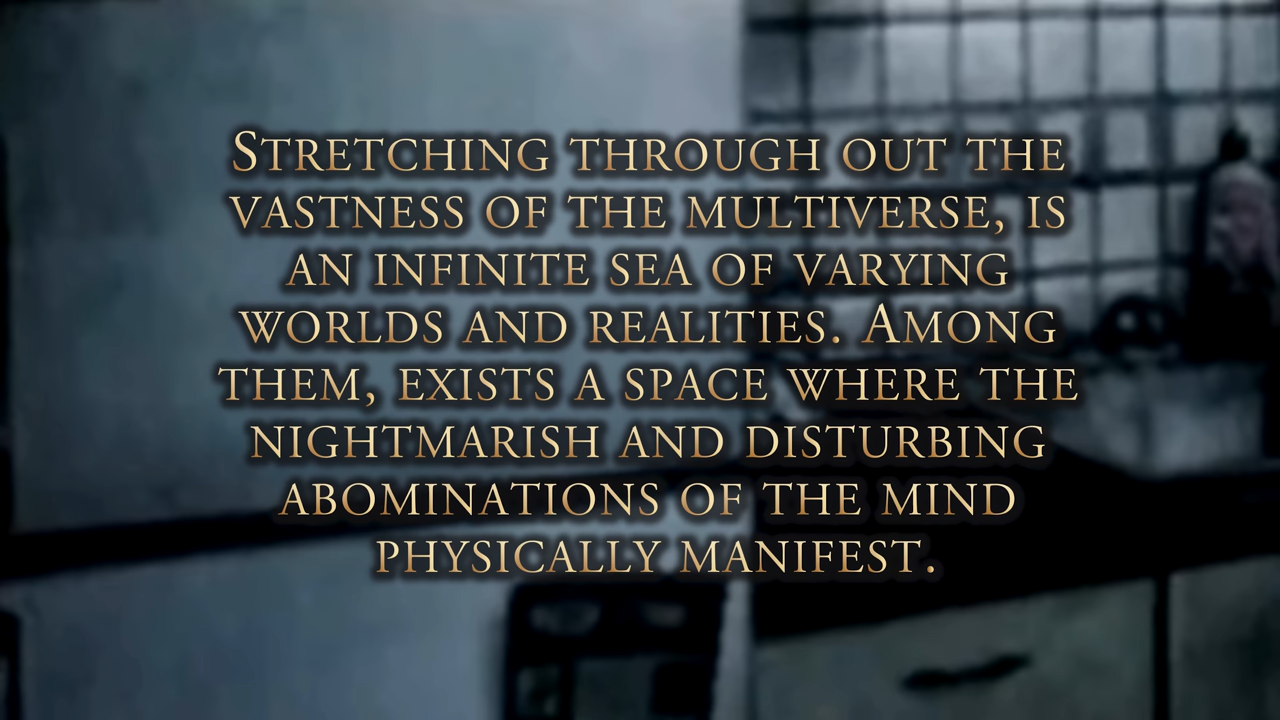 Stretching through out the
vastness of the multiverse, is
an infinite sea of varying
worlds and realities. Among
them, exists a space where the
nightmarish and disturbing
abominations of the mind
physically manifest.